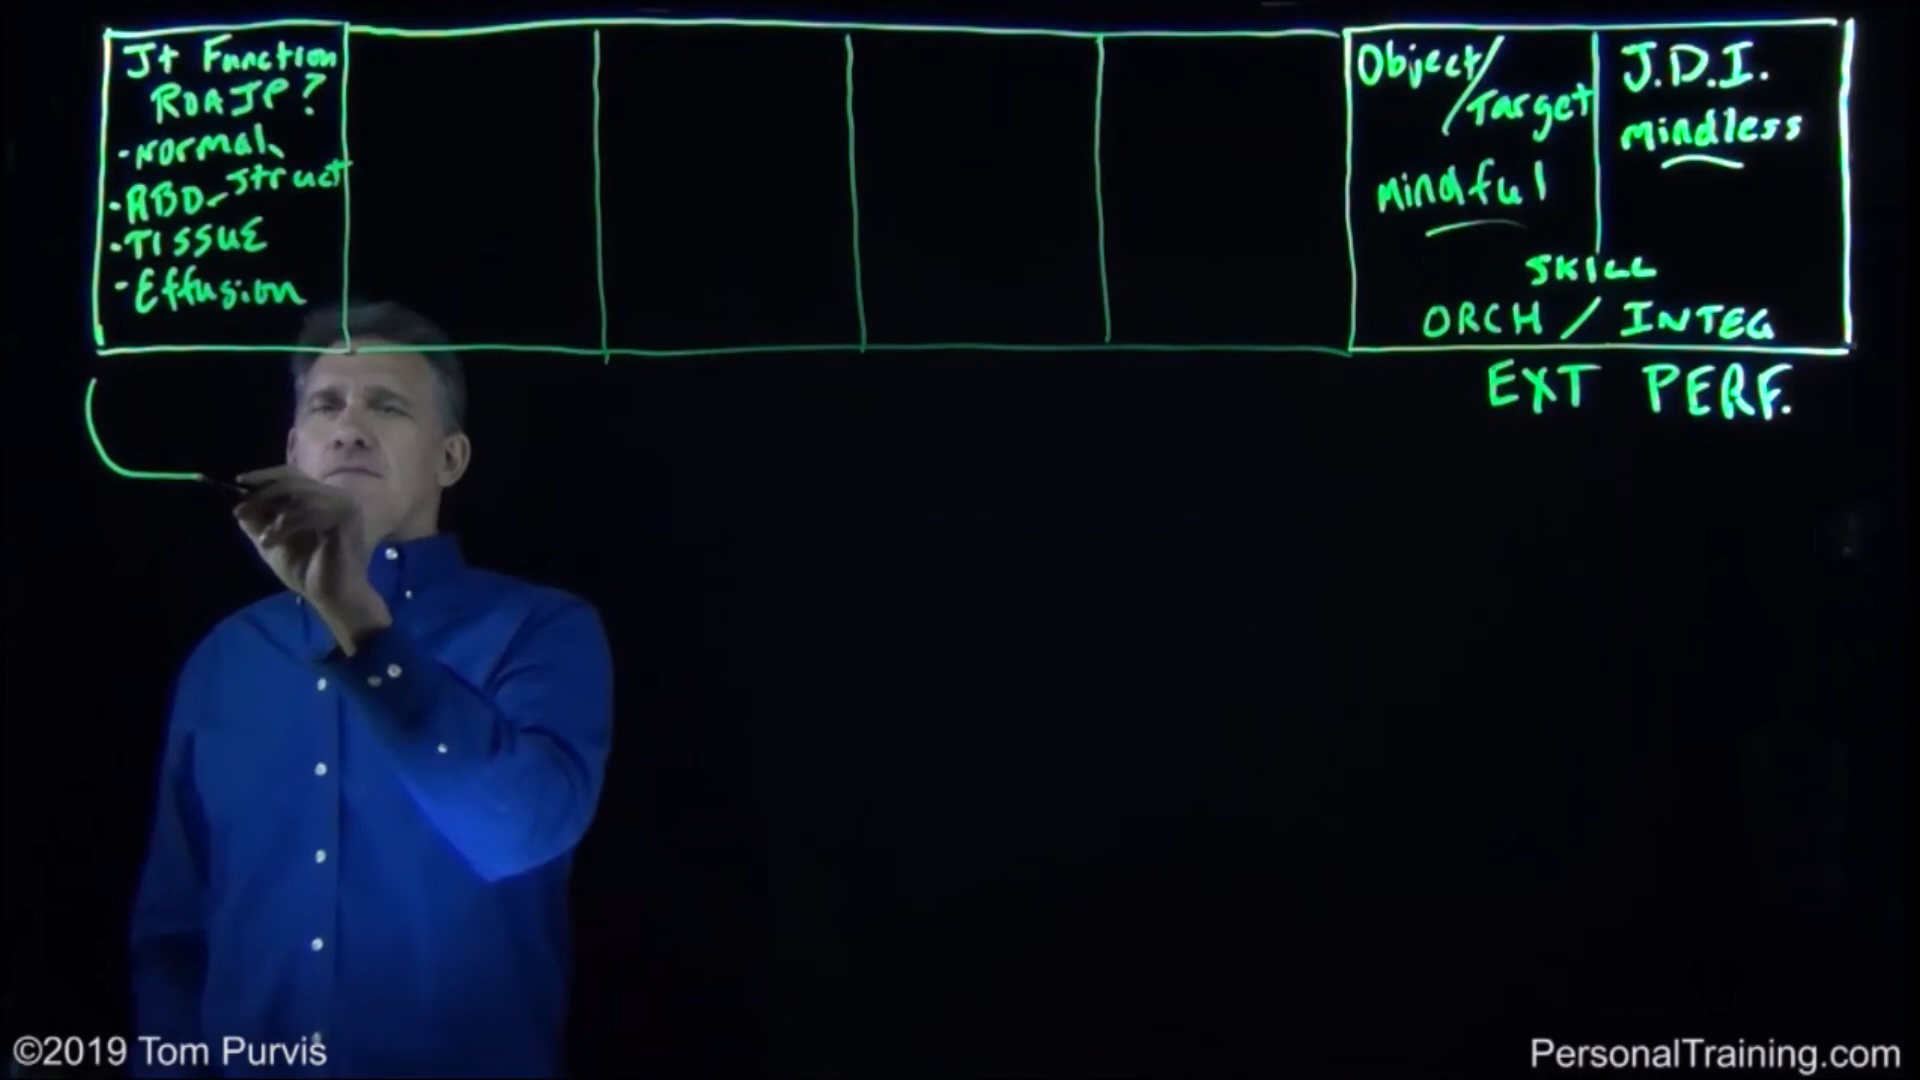 Jt Function
ROAJP?
-NORMAL
-ABD-Struct
-TISSUE
-Effusion
Object/
Target
Mindful
J.D.I.
Mindless
SKILL
ORCH / INTEG
EXT PERF.
©2019 Tom Purvis
PersonalTraining.com